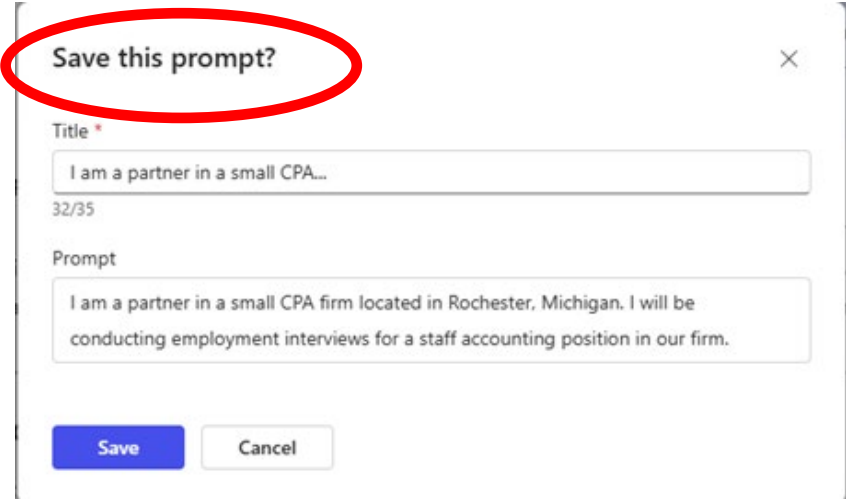 Save this prompt?
Title *
I am a partner in a small CPA...
32/35
Prompt
I am a partner in a small CPA firm located in Rochester, Michigan. I will be
conducting employment interviews for a staff accounting position in our firm.
Save
Cancel